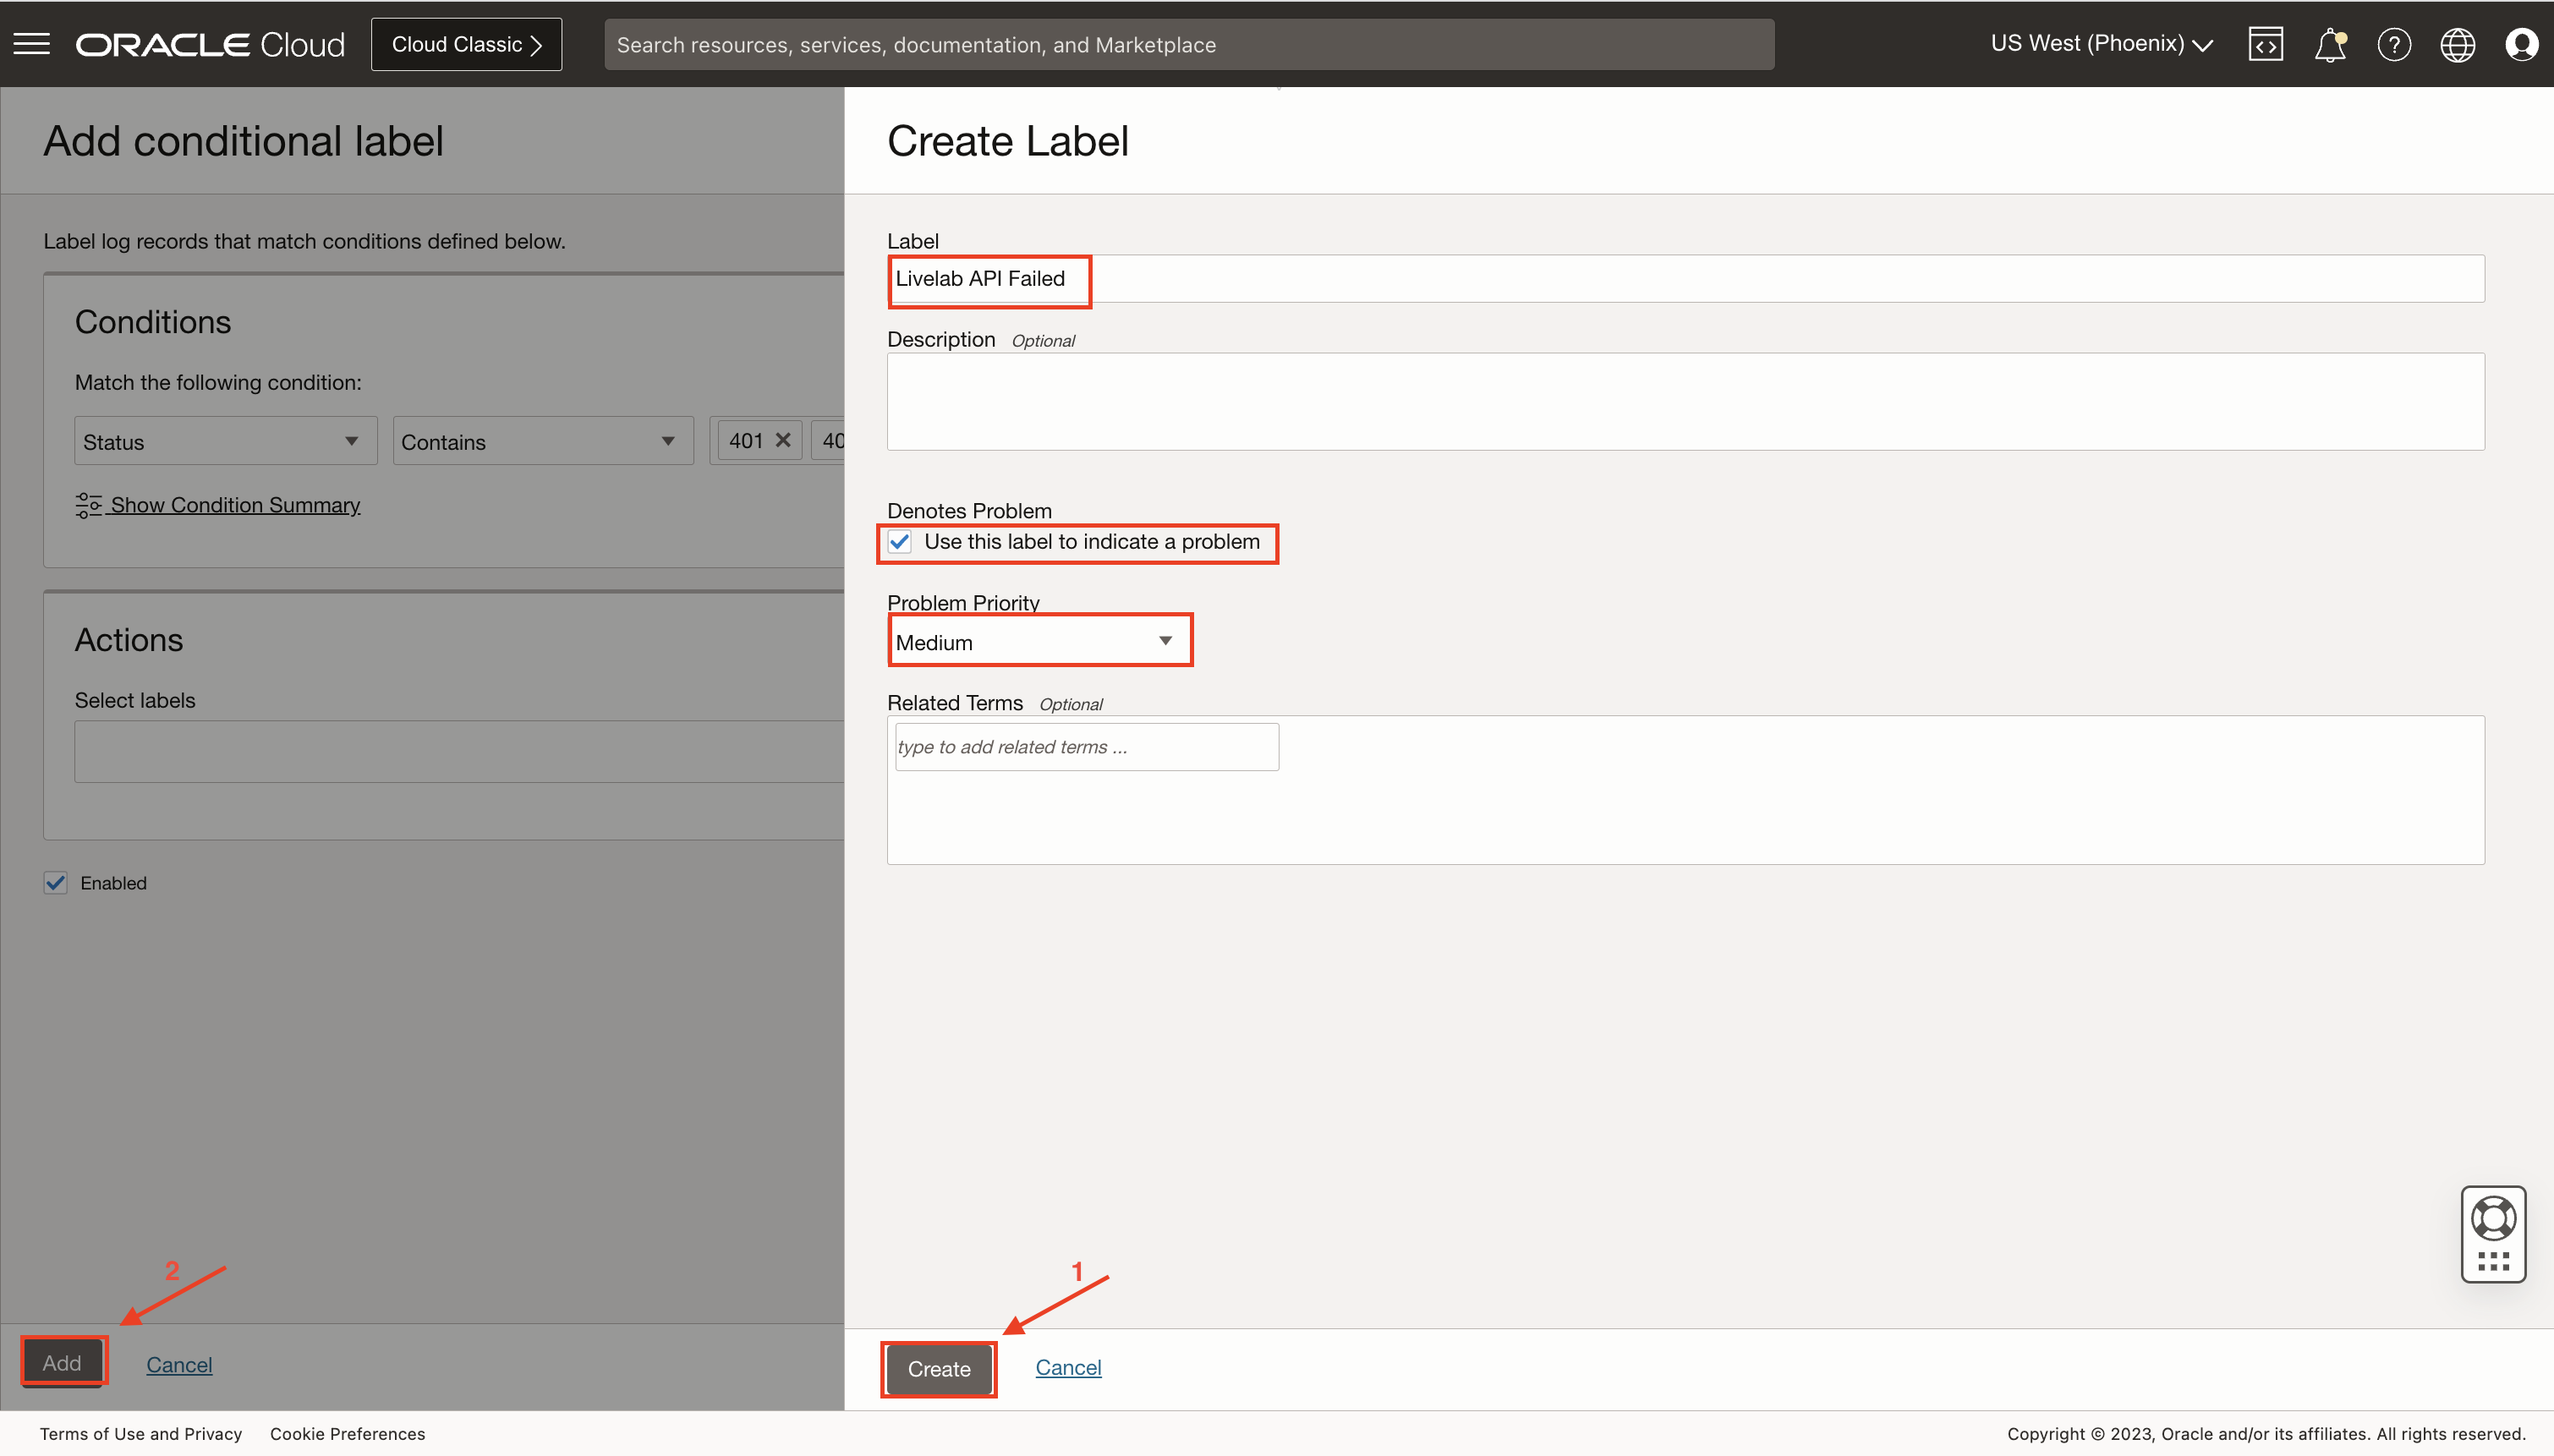 ORACLE Cloud
Cloud Classic
Search resources, services, documentation, and Marketplace
US West (Phoenix)
Add conditional label
Label log records that match conditions defined below.
Conditions
Match the following condition:
Status
Contains
401
40
Show Condition Summary
Actions
Select labels
Enabled
2
Add
Cancel
Create Label
Label
Livelab API Failed
Description Optional
Denotes Problem
Use this label to indicate a problem
Problem Priority
Medium
Related Terms Optional
type to add related terms ...
1
Create
Cancel
Terms of Use and Privacy
Cookie Preferences
Copyright © 2023, Oracle and/or its affiliates. All rights reserved.